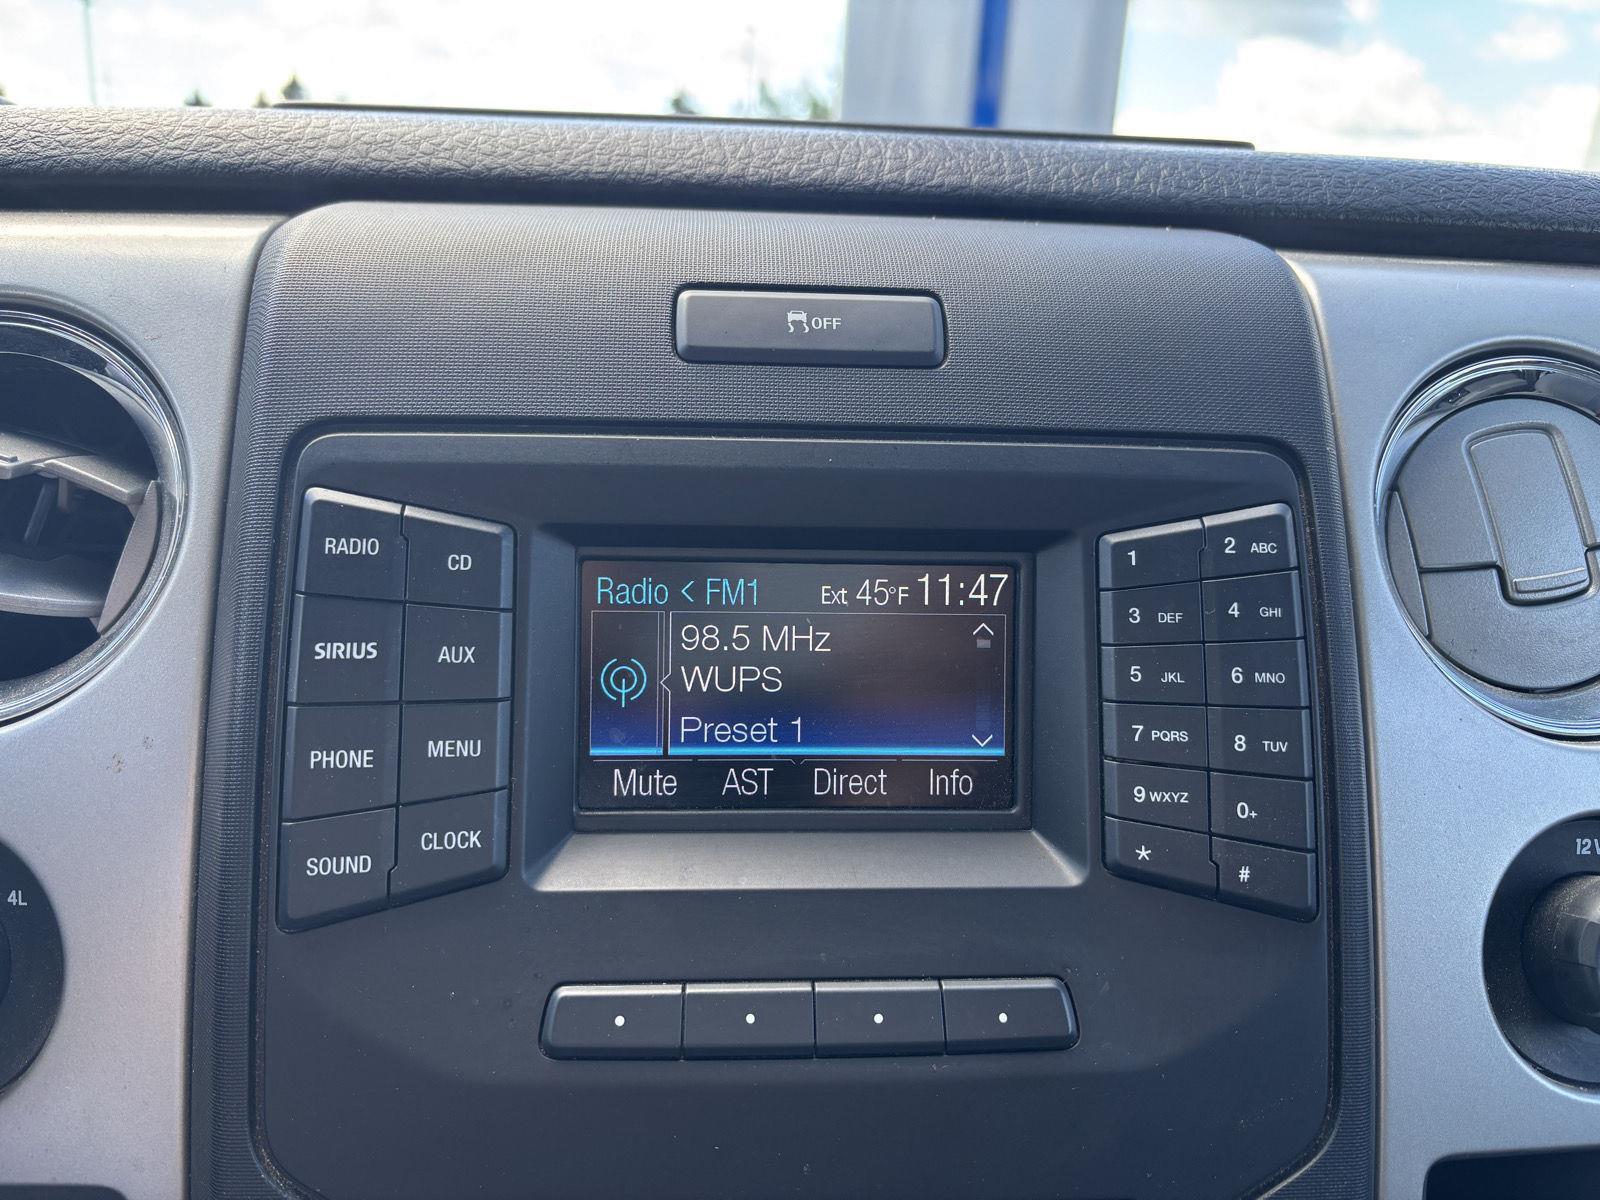 OFF
RADIO
CD
SIRIUS
AUX
PHONE
MENU
SOUND
CLOCK
Radio < FM1 Ext 45°F 11:47
98.5 MHz
WUPS
Preset 1
Mute AST Direct Info
1
2 ABC
3 DEF
4 GHI
5 JKL
6 MNO
7 PQRS
8 TUV
9 WXYZ
0+
*
#
4L
12V